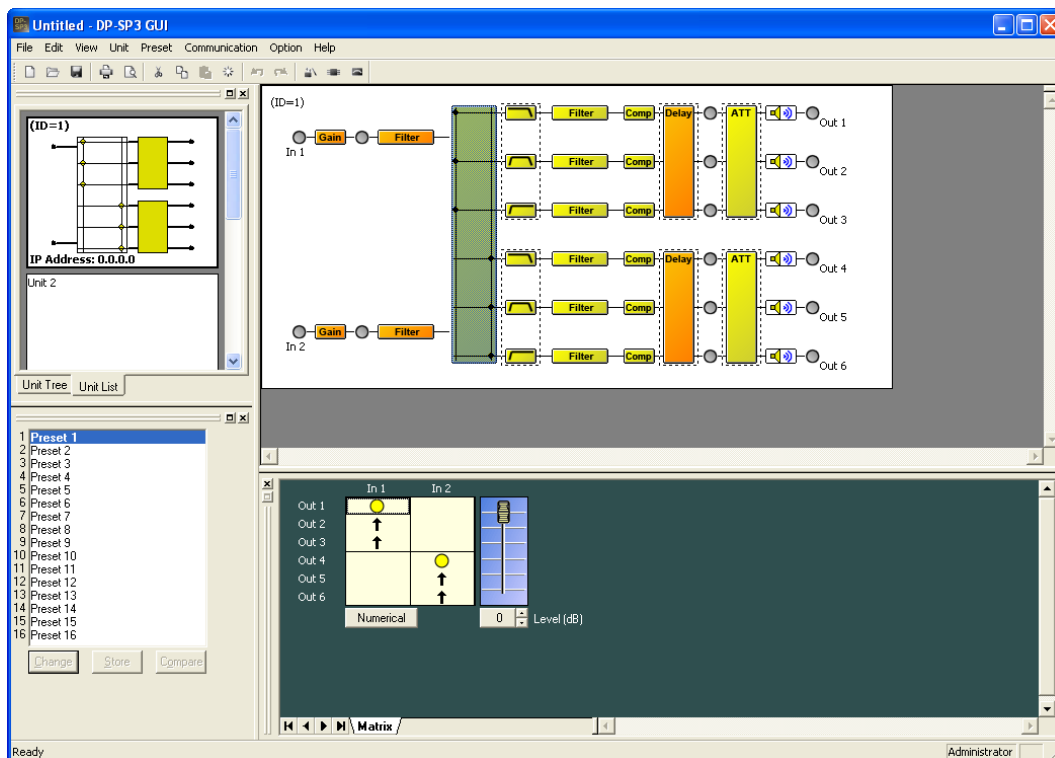 Untitled - DP-SP3 GUI
File Edit View Unit Preset Communication Option Help
(ID=1)
IP Address: 0.0.0.0
Unit 2
Unit Tree Unit List
(ID=1)
In 1 Gain Filter
In 2 Gain Filter
Filter Comp Delay ATT Out 1
Filter Comp Out 2
Filter Comp Out 3
Filter Comp Delay ATT Out 4
Filter Comp Out 5
Filter Comp Out 6
1 Preset 1
2 Preset 2
3 Preset 3
4 Preset 4
5 Preset 5
6 Preset 6
7 Preset 7
8 Preset 8
9 Preset 9
10 Preset 10
11 Preset 11
12 Preset 12
13 Preset 13
14 Preset 14
15 Preset 15
16 Preset 16
Change Store Compare
In 1 In 2
Out 1
Out 2
Out 3
Out 4
Out 5
Out 6
Numerical 0 Level (dB)
Matrix
Ready Administrator